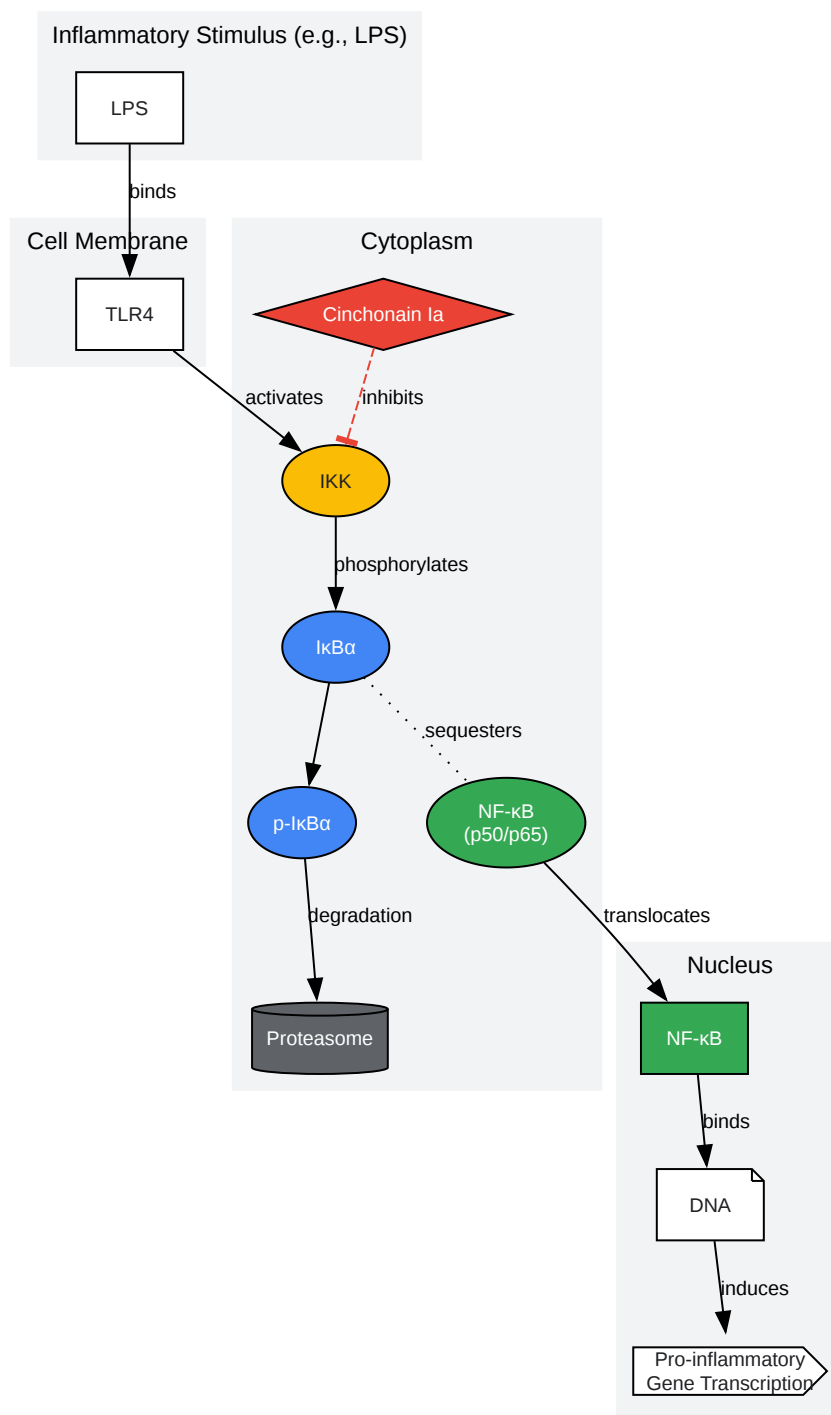 Inflammatory Stimulus (e.g., LPS)
LPS
binds
Cell Membrane
Cytoplasm
TLR4
Cinchonain Ia
activates
inhibits
IKK
phosphorylates
IκBα
sequesters
p-IκBα
NF-κB
(p50/p65)
degradation
translocates
Nucleus
Proteasome
NF-κB
binds
DNA
induces
Pro-inflammatory
Gene Transcription